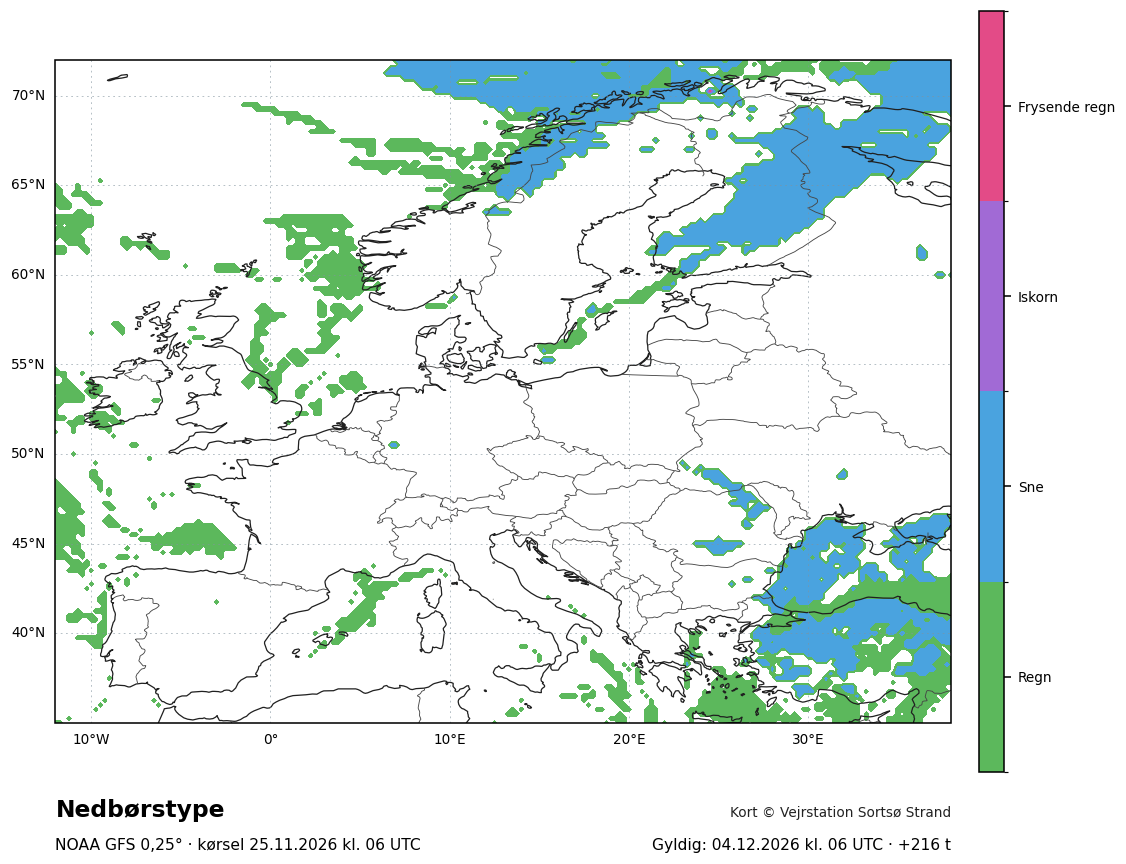 70°N
65°N
60°N
55°N
50°N
45°N
40°N
10°W
0°
10°E
20°E
30°E
Frysende regn
Iskorn
Sne
Regn
Nedbørstype
Kort © Vejrstation Sortsø Strand
NOAA GFS 0,25° · kørsel 25.11.2026 kl. 06 UTC
Gyldig: 04.12.2026 kl. 06 UTC · +216 t